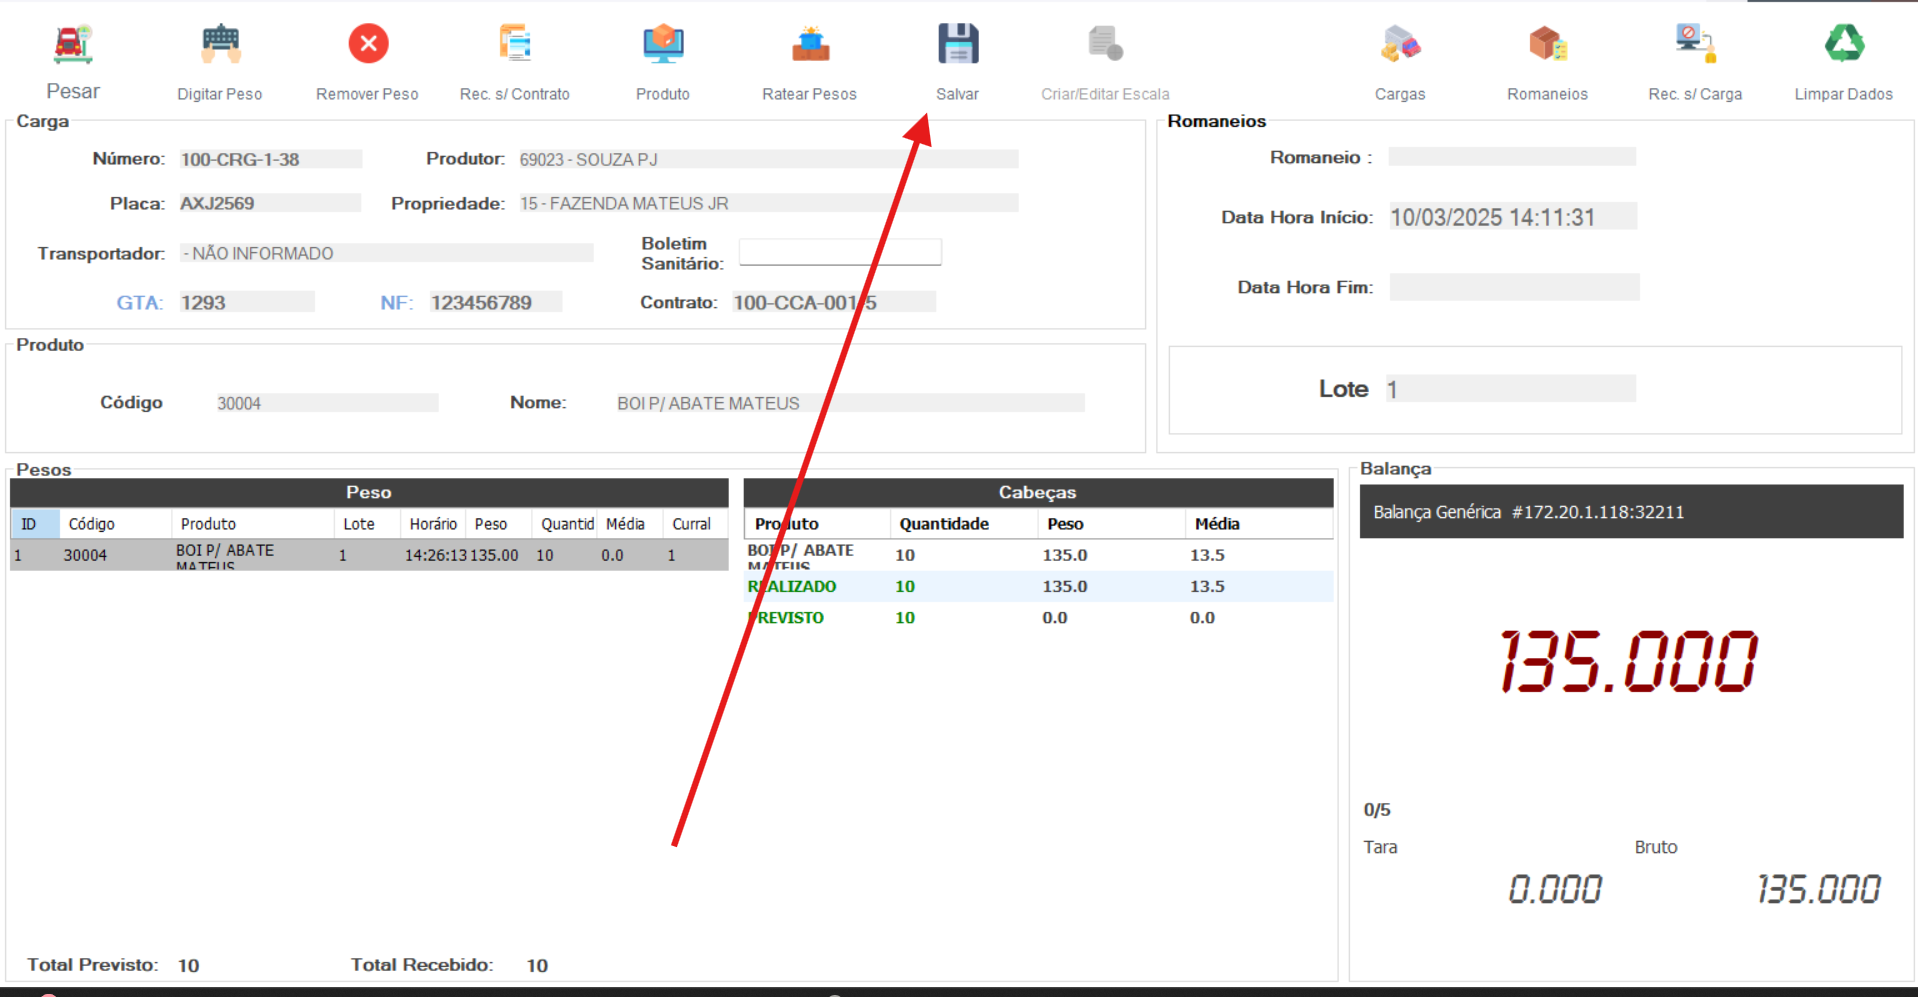 Pesar
Digitar Peso
Remover Peso
Rec. s/ Contrato
Produto
Ratear Pesos
Salvar
Criar/Editar Escala
Cargas
Romaneios
Rec. s/ Carga
Limpar Dados
Carga
Número: 100-CRG-1-38
Produtor: 69023 - SOUZA PJ
Placa: AXJ2569
Propriedade: 15 - FAZENDA MATEUS JR
Transportador: - NÃO INFORMADO
Boletim
Sanitário:
GTA: 1293
NF: 123456789
Contrato: 100-CCA-001-5
Romaneios
Romaneio :
Data Hora Início: 10/03/2025 14:11:31
Data Hora Fim:
Lote 1
Produto
Código 30004
Nome: BOI P/ ABATE MATEUS
Pesos
Peso
ID Código Produto Lote Horário Peso Quantid Média Curral
1 30004 BOI P/ ABATE MATEUS 1 14:26:13 135.00 10 0.0 1
Cabeças
Produto Quantidade Peso Média
BOI P/ ABATE MATEUS 10 135.0 13.5
REALIZADO 10 135.0 13.5
PREVISTO 10 0.0 0.0
Total Previsto: 10
Total Recebido: 10
Balança
Balança Genérica #172.20.1.118:32211
135.000
0/5
Tara
Bruto
0.000
135.000